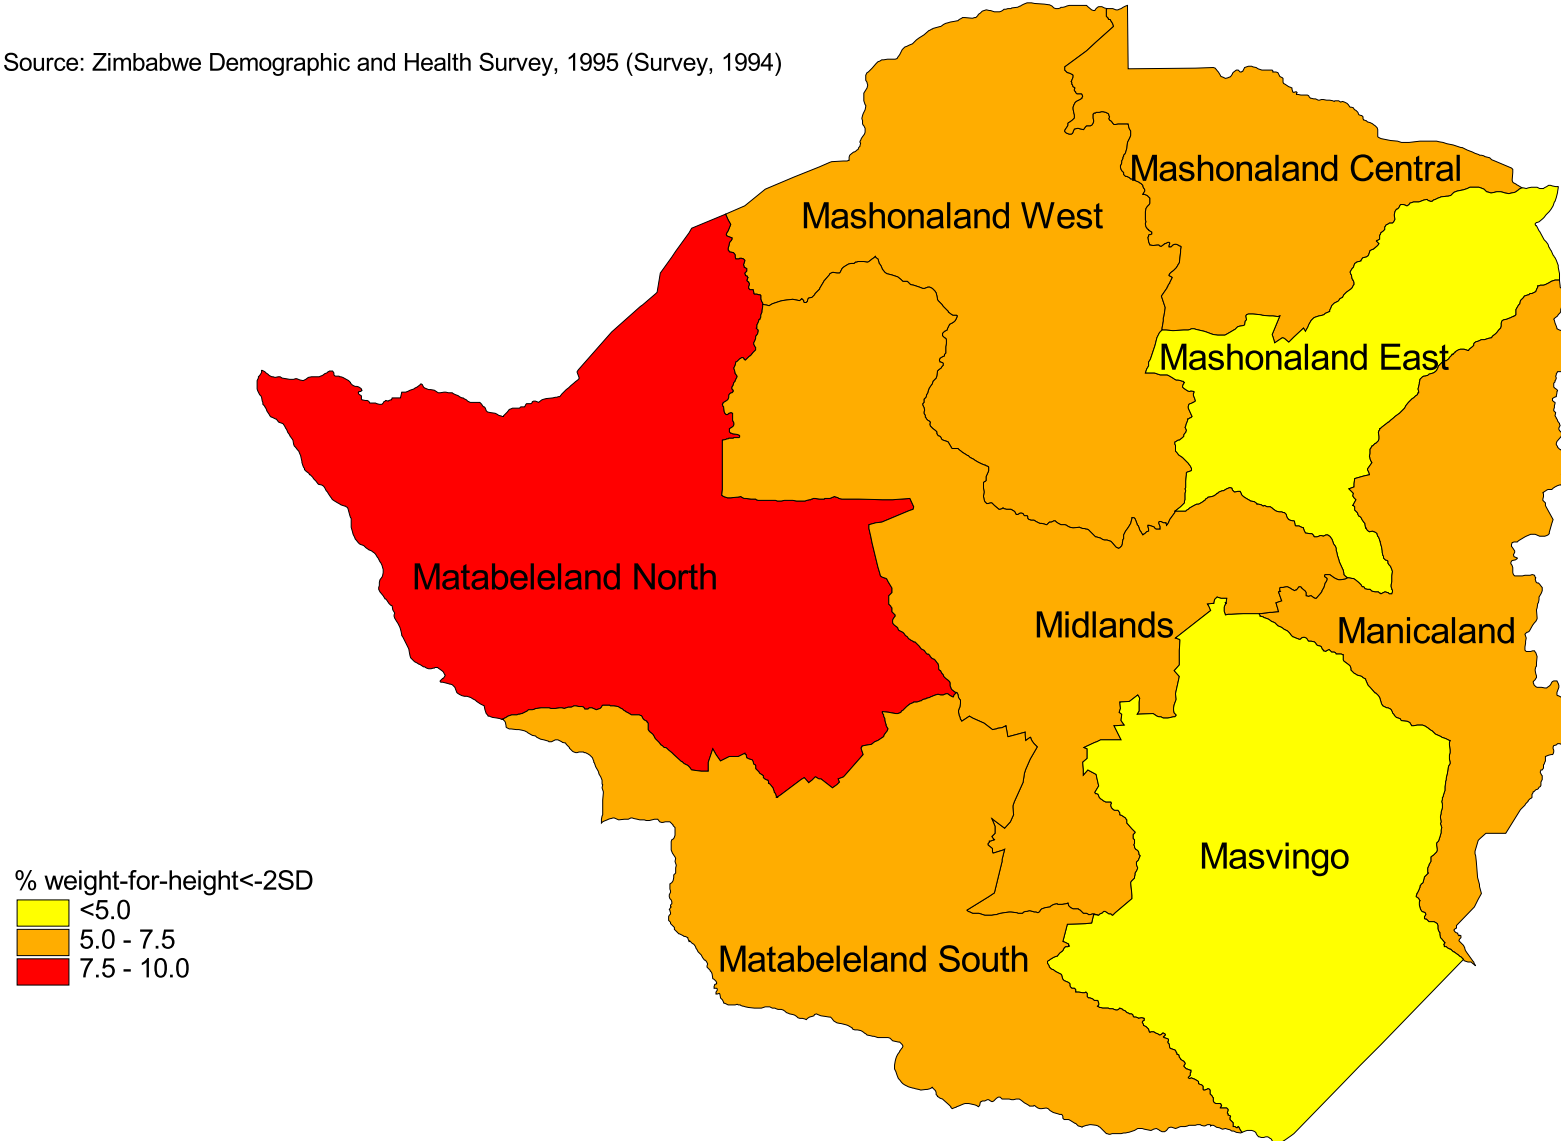 Source: Zimbabwe Demographic and Health Survey, 1995 (Survey, 1994)
Mashonaland Central
Mashonaland West
Mashonaland East
Matabeleland North
Midlands
Manicaland
Masvingo
Matabeleland South
% weight-for-height<-2SD
<5.0
5.0 - 7.5
7.5 - 10.0